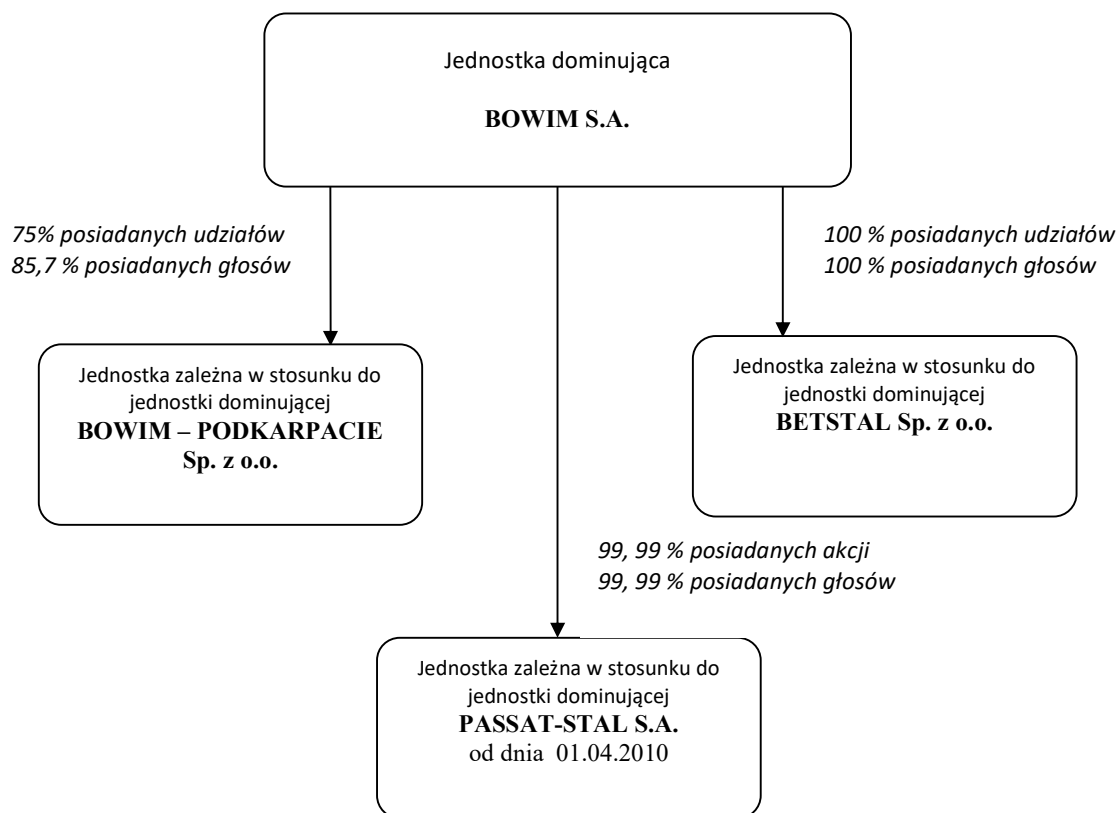 Jednostka dominująca
BOWIM S.A.
75% posiadanych udziałów
85,7 % posiadanych głosów
100 % posiadanych udziałów
100 % posiadanych głosów
Jednostka zależna w stosunku do
jednostki dominującej
BOWIM – PODKARPACIE
Sp. z o.o.
Jednostka zależna w stosunku do
jednostki dominującej
BETSTAL Sp. z o.o.
99, 99 % posiadanych akcji
99, 99 % posiadanych głosów
Jednostka zależna w stosunku do
jednostki dominującej
PASSAT-STAL S.A.
od dnia 01.04.2010